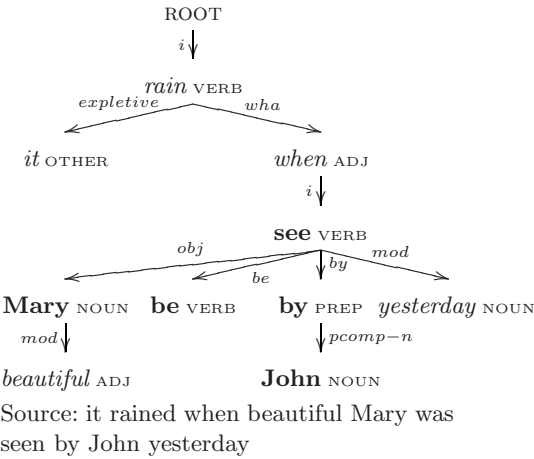 ROOT
i
rain VERB
expletive wha
it OTHER when ADJ
i
see VERB
obj be by mod
Mary NOUN be VERB by PREP yesterday NOUN
mod pcomp-n
beautiful ADJ John NOUN
Source: it rained when beautiful Mary was
seen by John yesterday